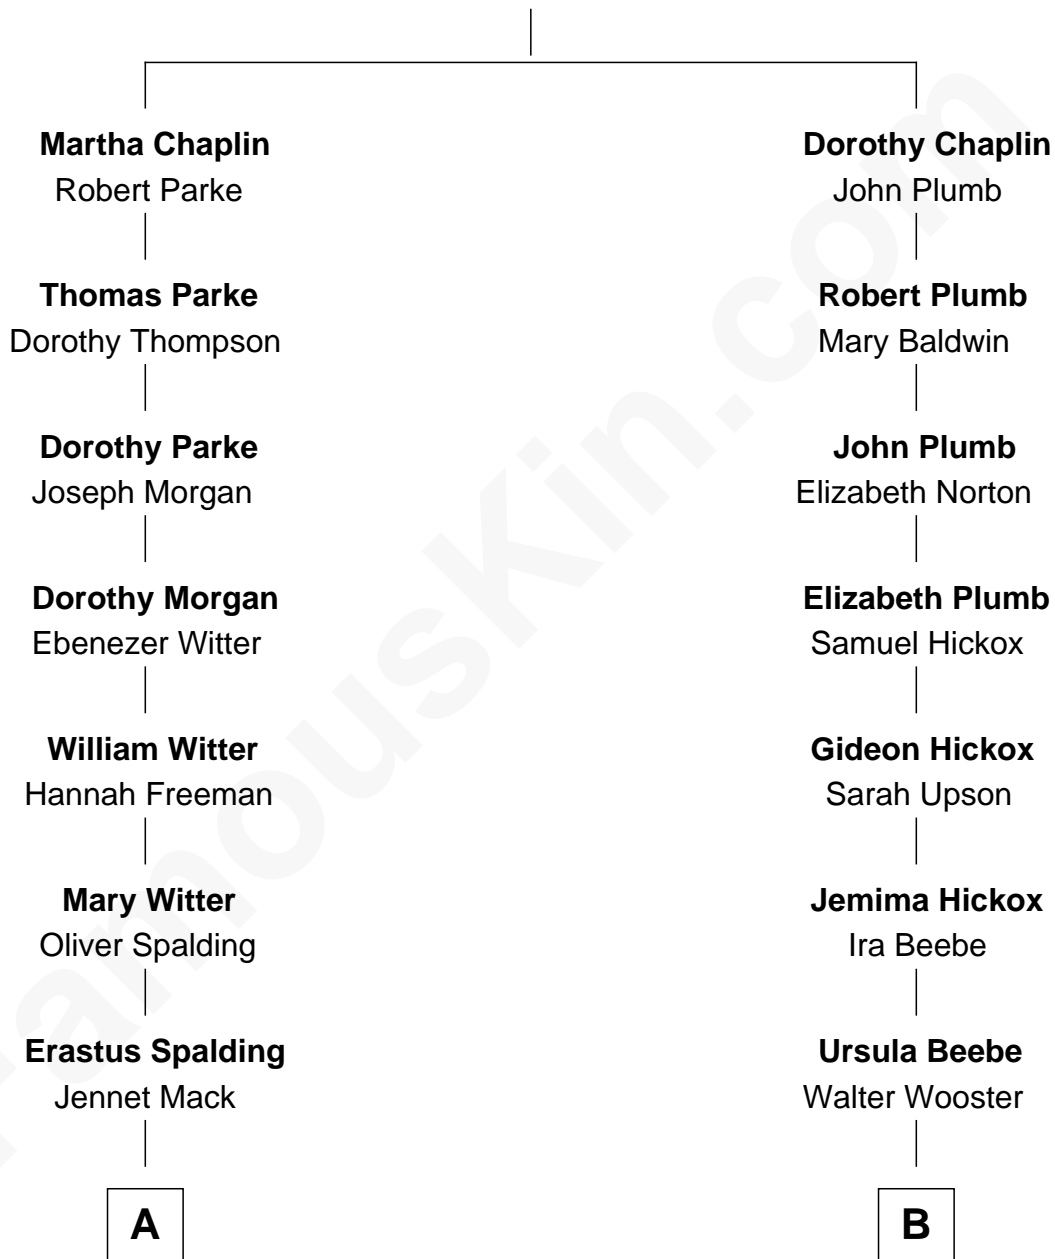 Martha Chaplin
Robert Parke
Thomas Parke
Dorothy Thompson
Dorothy Parke
Joseph Morgan
Dorothy Morgan
Ebenezer Witter
William Witter
Hannah Freeman
Mary Witter
Oliver Spalding
Erastus Spalding
Jennet Mack
A
Dorothy Chaplin
John Plumb
Robert Plumb
Mary Baldwin
John Plumb
Elizabeth Norton
Elizabeth Plumb
Samuel Hickox
Gideon Hickox
Sarah Upson
Jemima Hickox
Ira Beebe
Ursula Beebe
Walter Wooster
B
FamousKin.com